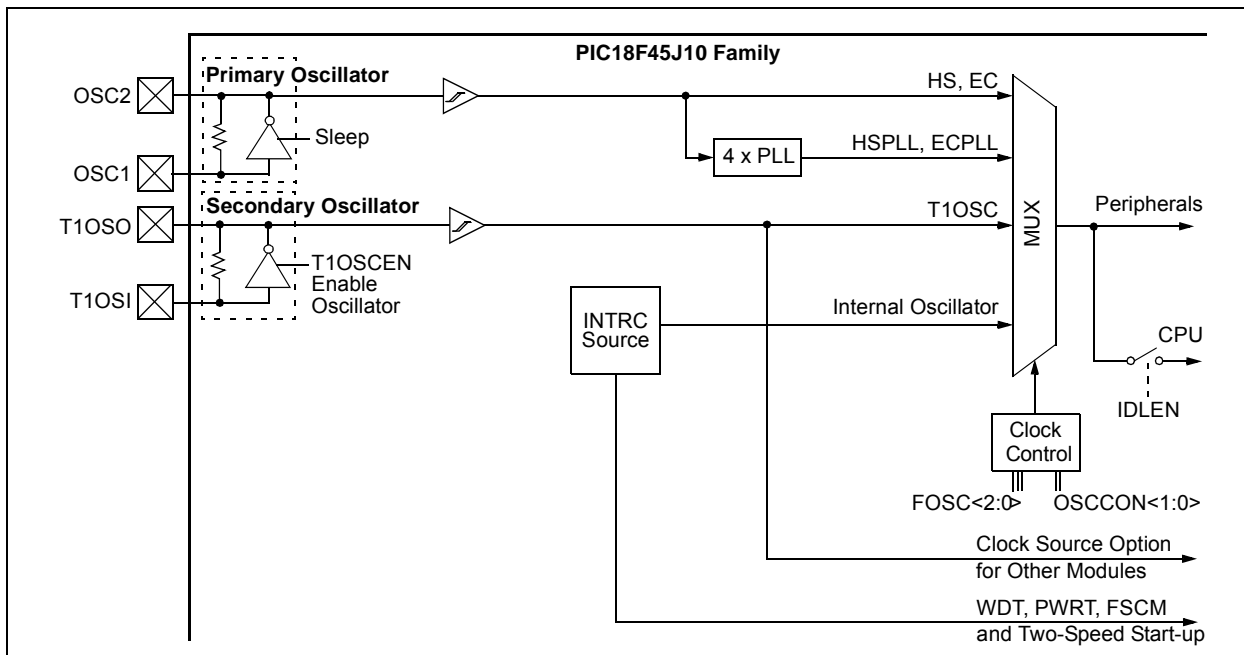 PIC18F45J10 Family
Primary Oscillator
OSC2
HS, EC
Sleep
4 x PLL
HSPLL, ECPLL
OSC1
Secondary Oscillator
T1OSO
T1OSC
MUX
Peripherals
T1OSCEN
Enable
Oscillator
T1OSI
INTRC
Source
Internal Oscillator
CPU
IDLEN
Clock
Control
FOSC<2:0>
OSCCON<1:0>
Clock Source Option
for Other Modules
WDT, PWRT, FSCM
and Two-Speed Start-up